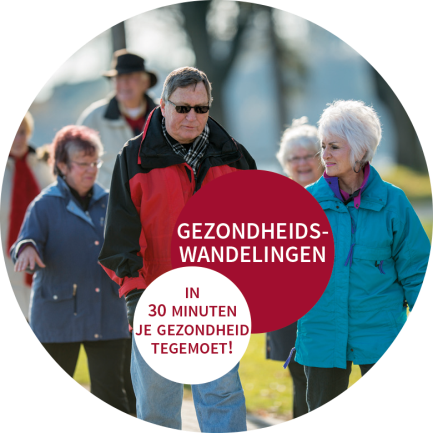 GEZONDHEIDS-
WANDELINGEN
IN
30 MINUTEN
JE GEZONDHEID
TEGEMOET!